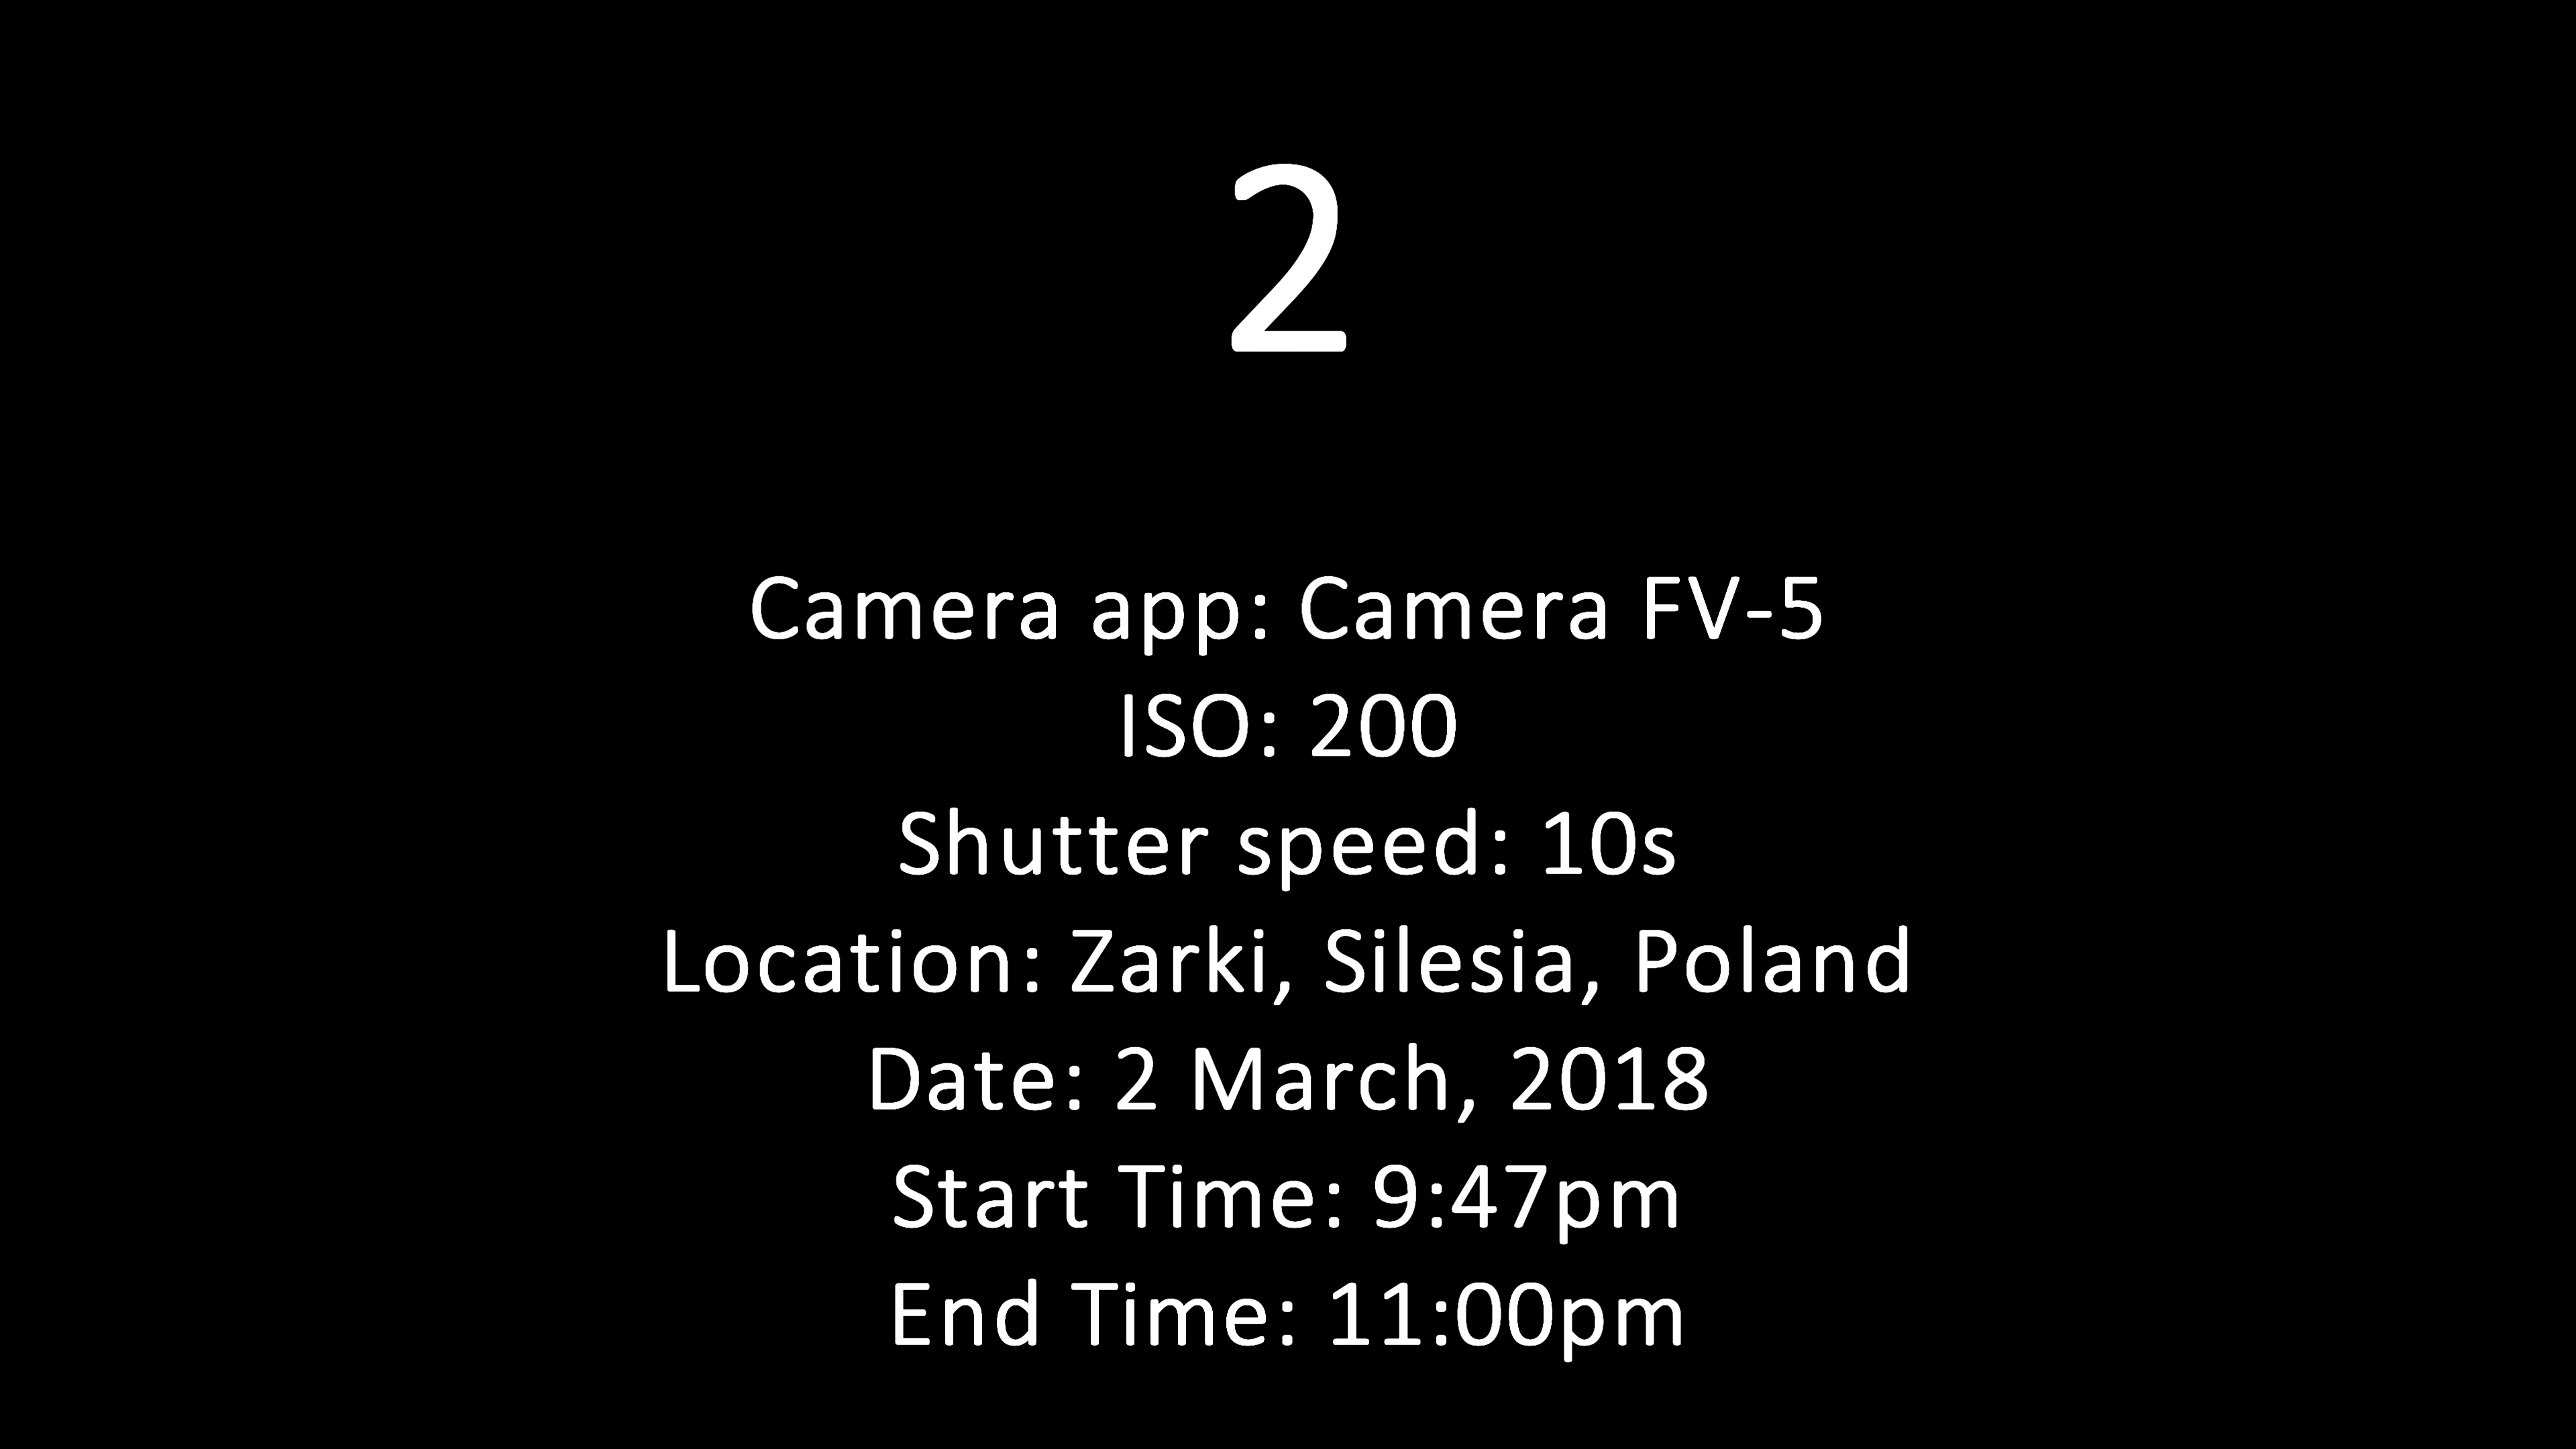 2
Camera app: Camera FV-5
ISO: 200
Shutter speed: 10s
Location: Zarki, Silesia, Poland
Date: 2 March, 2018
Start Time: 9:47pm
End Time: 11:00pm